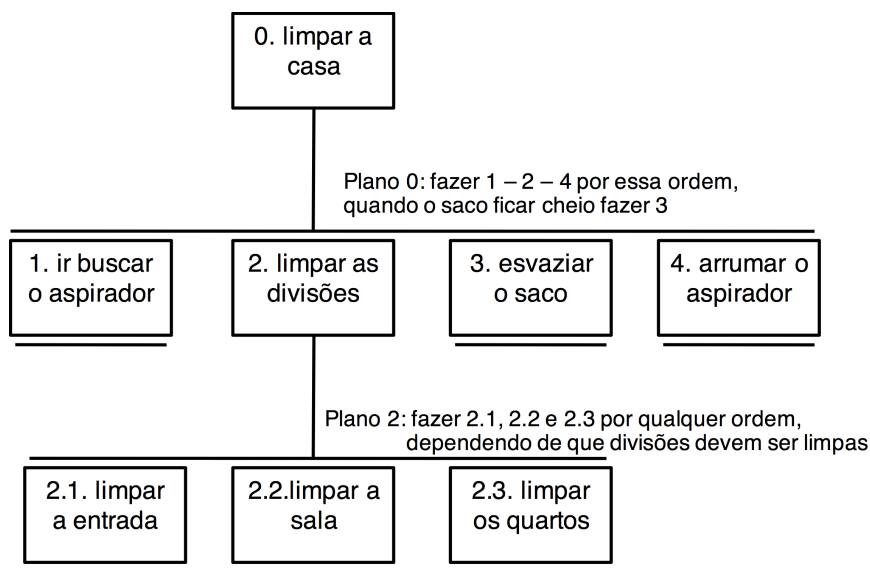 0. limpar a
casa
Plano 0: fazer 1 – 2 – 4 por essa ordem,
quando o saco ficar cheio fazer 3
1. ir buscar
o aspirador
2. limpar as
divisões
3. esvaziar
o saco
4. arrumar o
aspirador
Plano 2: fazer 2.1, 2.2 e 2.3 por qualquer ordem,
dependendo de que divisões devem ser limpas
2.1. limpar
a entrada
2.2.limpar a
sala
2.3. limpar
os quartos